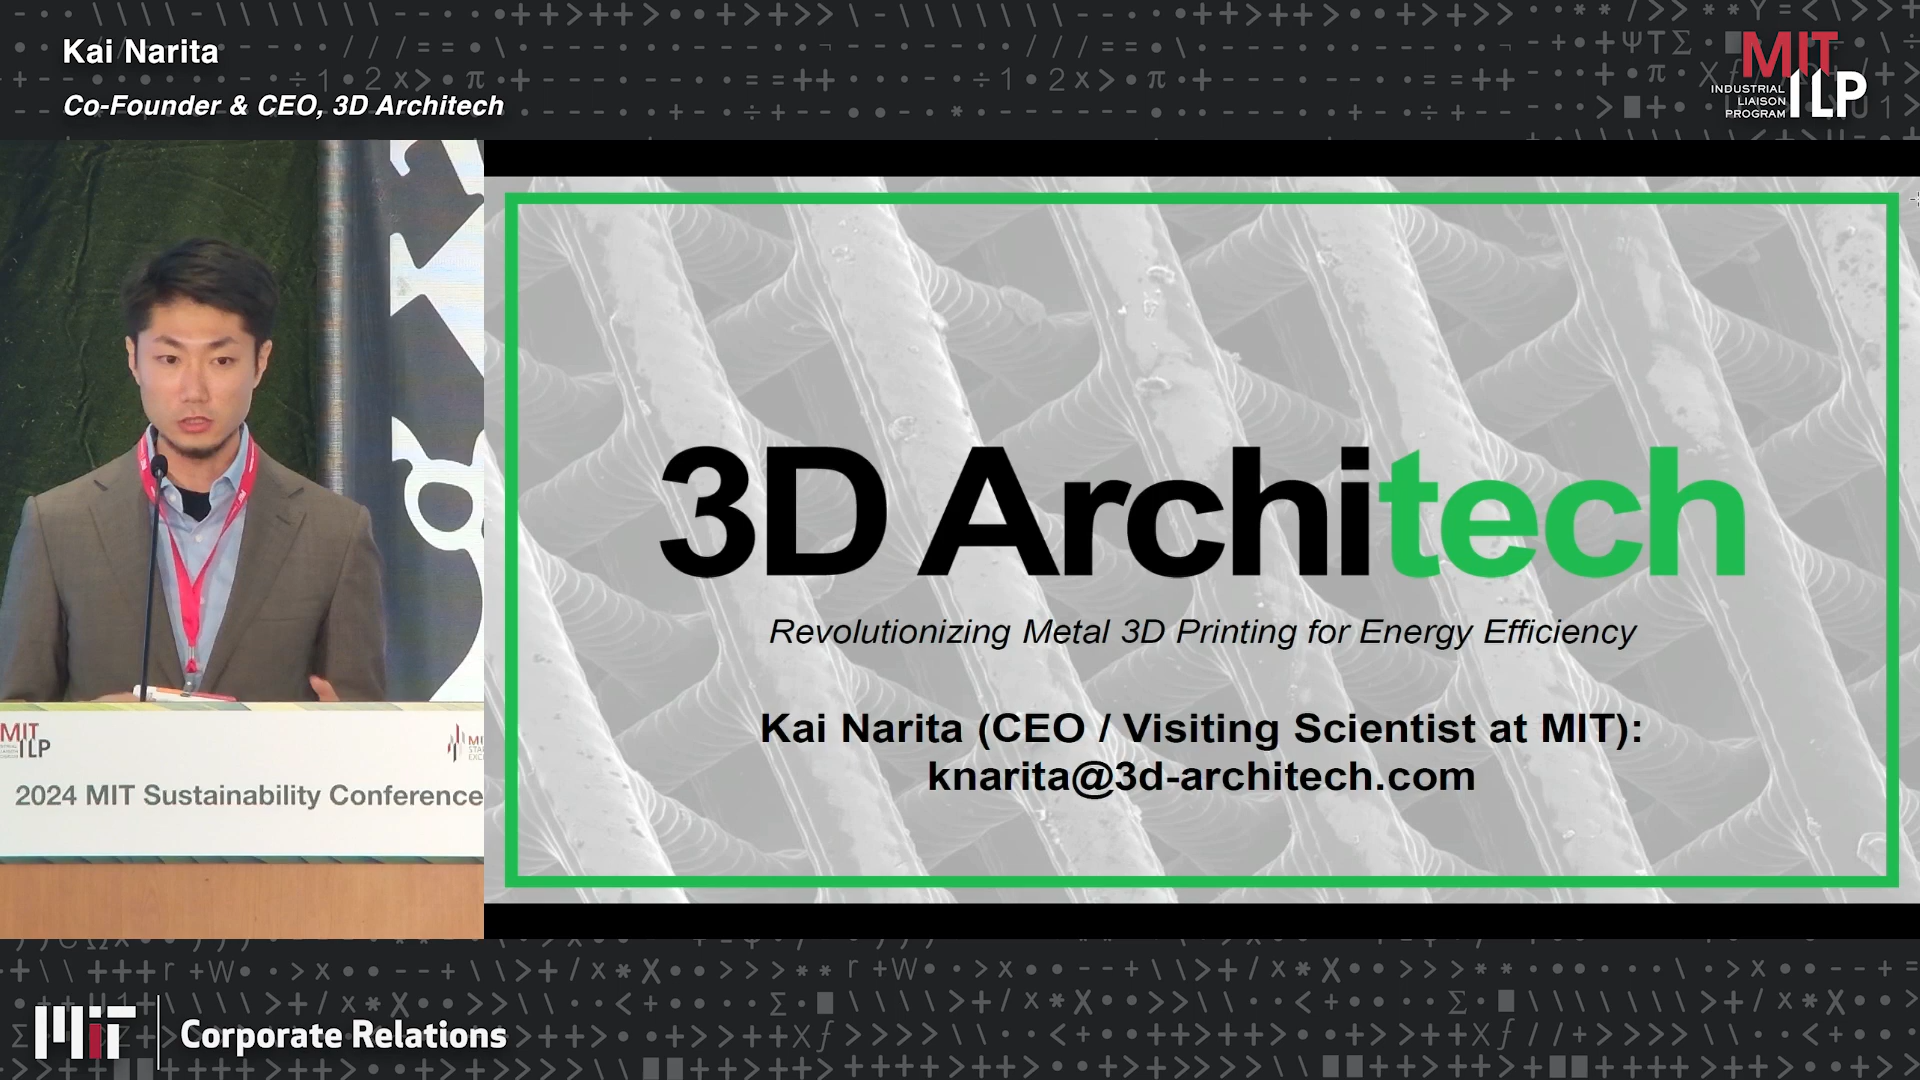 Kai Narita
Co-Founder & CEO, 3D Architech
MIT
INDUSTRIAL
LIAISON
PROGRAM
ILP
3D Architech
Revolutionizing Metal 3D Printing for Energy Efficiency
Kai Narita (CEO / Visiting Scientist at MIT):
knarita@3d-architech.com
MIT
ILP
2024 MIT Sustainability Conference
MIT
Corporate Relations